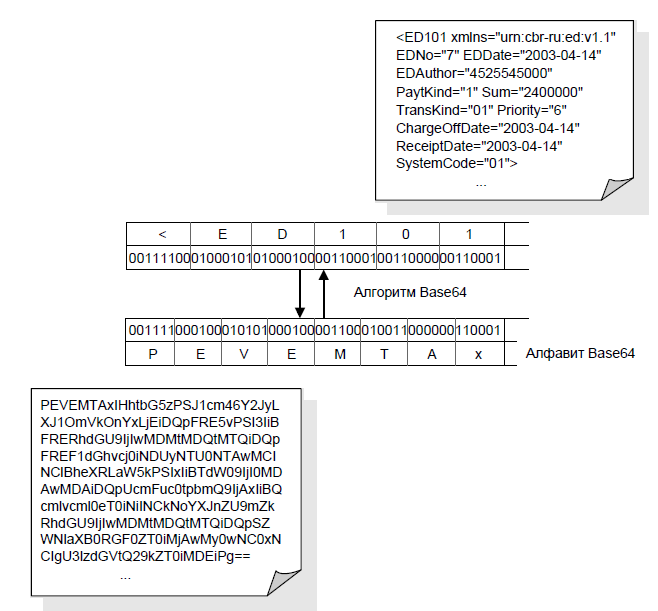 <ED101 xmlns="urn:cbr-ru:ed:v1.1"
EDNo="7" EDDate="2003-04-14"
EDAuthor="4525545000"
PaytKind="1" Sum="2400000"
TransKind="01" Priority="6"
ChargeOffDate="2003-04-14"
ReceiptDate="2003-04-14"
SystemCode="01">
...
< E D 1 0 1
001111000100010101000100001100010011000000110001
Алгоритм Base64
001111000100010101000100001100010011000000110001
P E V E M T A x
Алфавит Base64
PEVEMTAxIHhtbG5zPSJ1cm46Y2JyL
XJ1OmVkOnYxLjEiDQpFRE5vPSI3IiB
FRERhdGU9IjIwMDMtMDQtMTQiDQp
FREF1dGhvcj0iNDUyNTU0NTAwMCI
NClBheXRLaW5kPSIxIiBTdW09IjI0MD
AwMDAiDQpUcmFuc0tpbmQ9IjAxIiBQ
cmlvcml0eT0iNiINCkNoYXJnZU9mZk
RhdGU9IjIwMDMtMDQtMTQiDQpSZ
WNlaXB0RGF0ZT0iMjAwMy0wNC0xN
CIgU3lzdGVtQ29kZT0iMDEiPg==
...